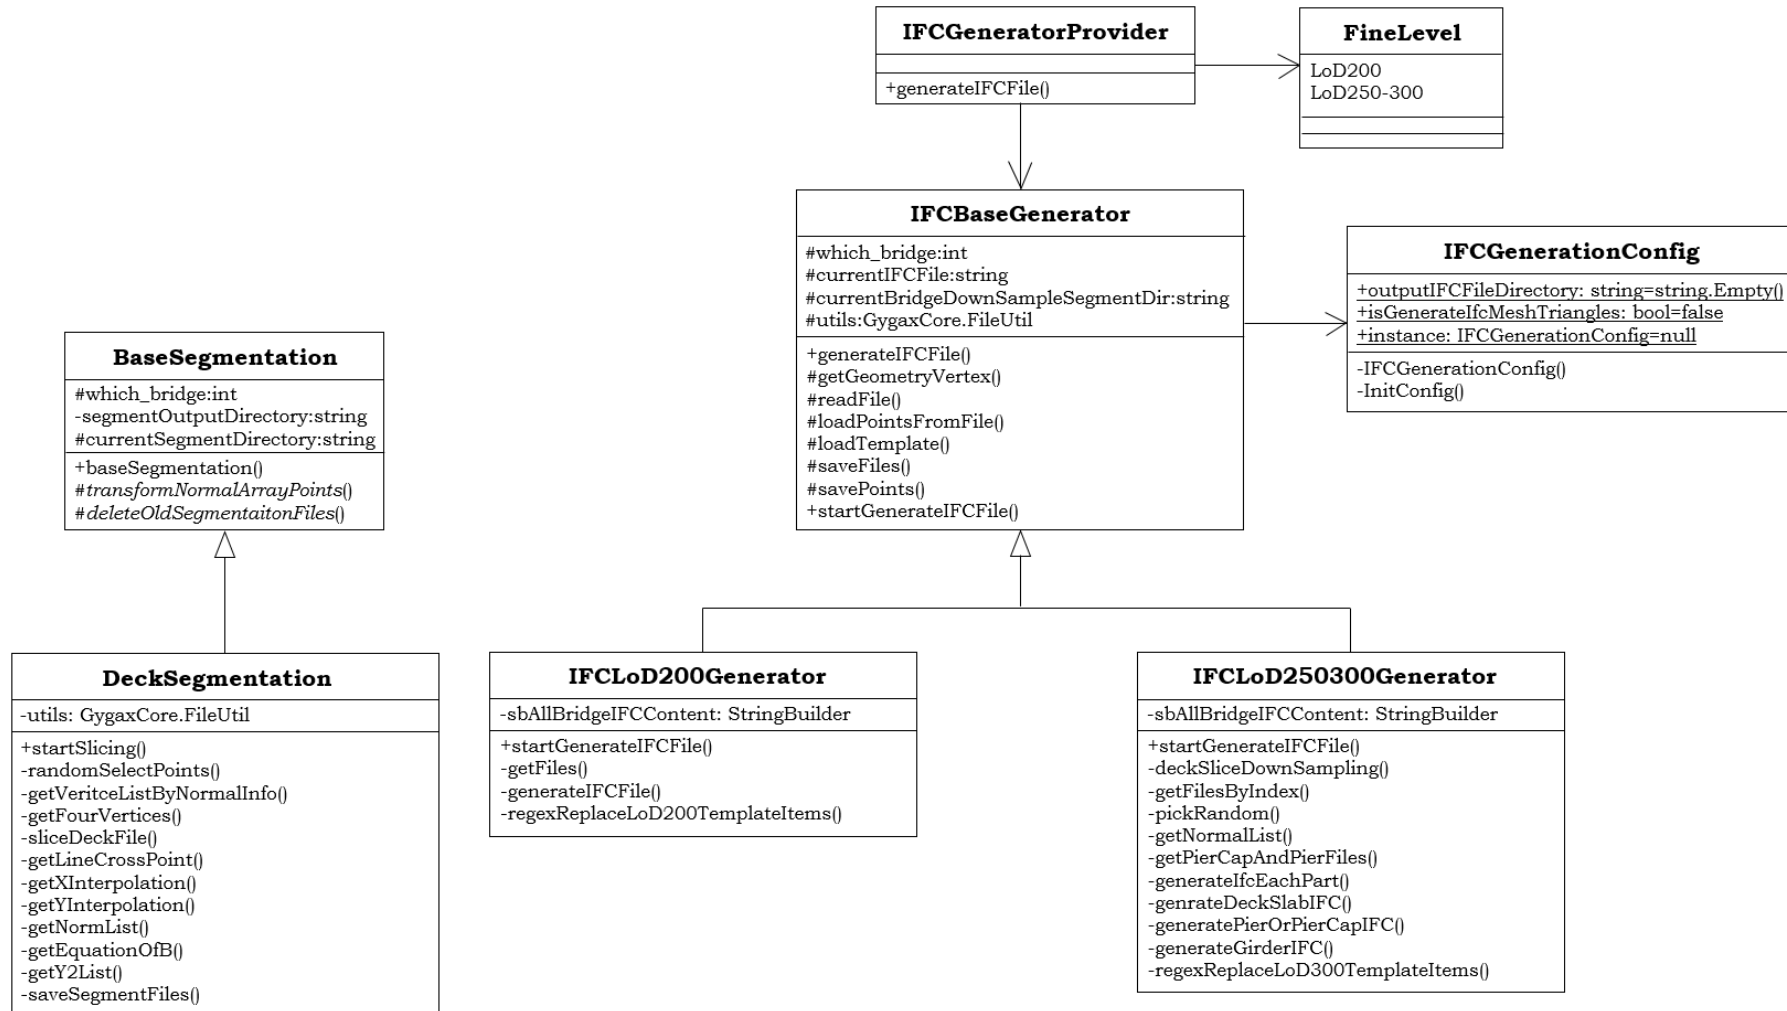 IFCGeneratorProvider
+generateIFCFile()
FineLevel
LoD200
LoD250-300
IFCBaseGenerator
#which_bridge:int
#currentIFCFile:string
#currentBridgeDownSampleSegmentDir:string
#utils:GygaxCore.FileUtil
+generateIFCFile()
#getGeometryVertex()
#readFile()
#loadPointsFromFile()
#loadTemplate()
#saveFiles()
#savePoints()
+startGenerateIFCFile()
IFCGenerationConfig
+outputIFCFileDirectory: string=string.Empty()
+isGenerateIfcMeshTriangles: bool=false
+instance: IFCGenerationConfig=null
-IFCGenerationConfig()
-InitConfig()
BaseSegmentation
#which_bridge:int
-segmentOutputDirectory:string
#currentSegmentDirectory:string
+baseSegmentation()
#transformNormalArrayPoints()
#deleteOldSegmentaitonFiles()
DeckSegmentation
-utils: GygaxCore.FileUtil
+startSlicing()
-randomSelectPoints()
-getVeritceListByNormalInfo()
-getFourVertices()
-sliceDeckFile()
-getLineCrossPoint()
-getXInterpolation()
-getYInterpolation()
-getNormList()
-getEquationOfB()
-getY2List()
-saveSegmentFiles()
IFCLoD200Generator
-sbAllBridgeIFCContent: StringBuilder
+startGenerateIFCFile()
-getFiles()
-generateIFCFile()
-regexReplaceLoD200TemplateItems()
IFCLoD250300Generator
-sbAllBridgeIFCContent: StringBuilder
+startGenerateIFCFile()
-deckSliceDownSampling()
-getFilesByIndex()
-pickRandom()
-getNormalList()
-getPierCapAndPierFiles()
-generateIfcEachPart()
-genrateDeckSlabIFC()
-generatePierOrPierCapIFC()
-generateGirderIFC()
-regexReplaceLoD300TemplateItems()